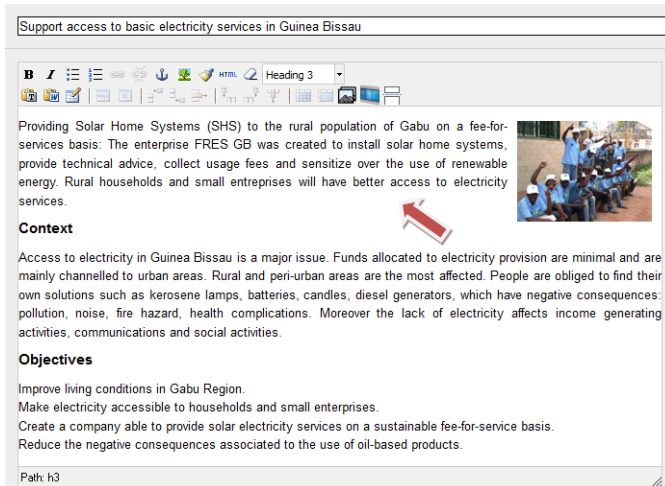 Support access to basic electricity services in Guinea Bissau
B I HTML Heading 3
Providing Solar Home Systems (SHS) to the rural population of Gabu on a fee-for-
services basis: The enterprise FRES GB was created to install solar home systems,
provide technical advice, collect usage fees and sensitize over the use of renewable
energy. Rural households and small entreprises will have better access to electricity
services.
Context
Access to electricity in Guinea Bissau is a major issue. Funds allocated to electricity provision are minimal and are
mainly channelled to urban areas. Rural and peri-urban areas are the most affected. People are obliged to find their
own solutions such as kerosene lamps, batteries, candles, diesel generators, which have negative consequences:
pollution, noise, fire hazard, health complications. Moreover the lack of electricity affects income generating
activities, communications and social activities.
Objectives
Improve living conditions in Gabu Region.
Make electricity accessible to households and small enterprises.
Create a company able to provide solar electricity services on a sustainable fee-for-service basis.
Reduce the negative consequences associated to the use of oil-based products.
Path: h3